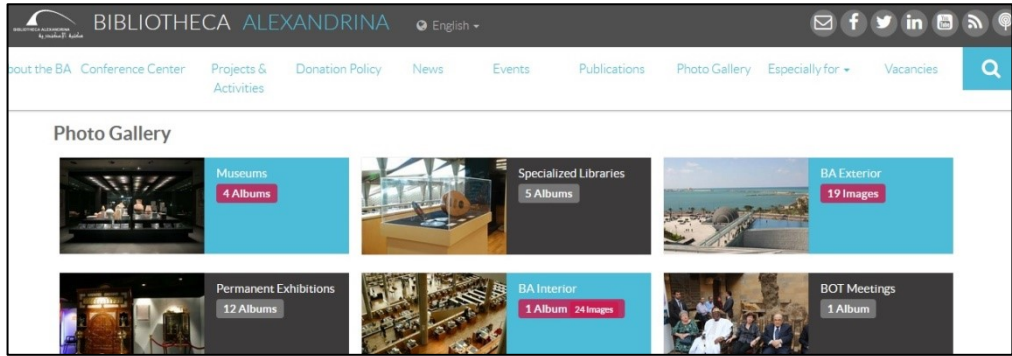 BIBLIOTHECA ALEXANDRINA
BIBLIOTHECA ALEXANDRINA English
out the BA Conference Center Projects & Activities Donation Policy News Events Publications Photo Gallery Especially for Vacancies
Photo Gallery
Museums
4 Albums
Specialized Libraries
5 Albums
BA Exterior
19 Images
Permanent Exhibitions
12 Albums
BA Interior
1 Album 24 Images
BOT Meetings
1 Album